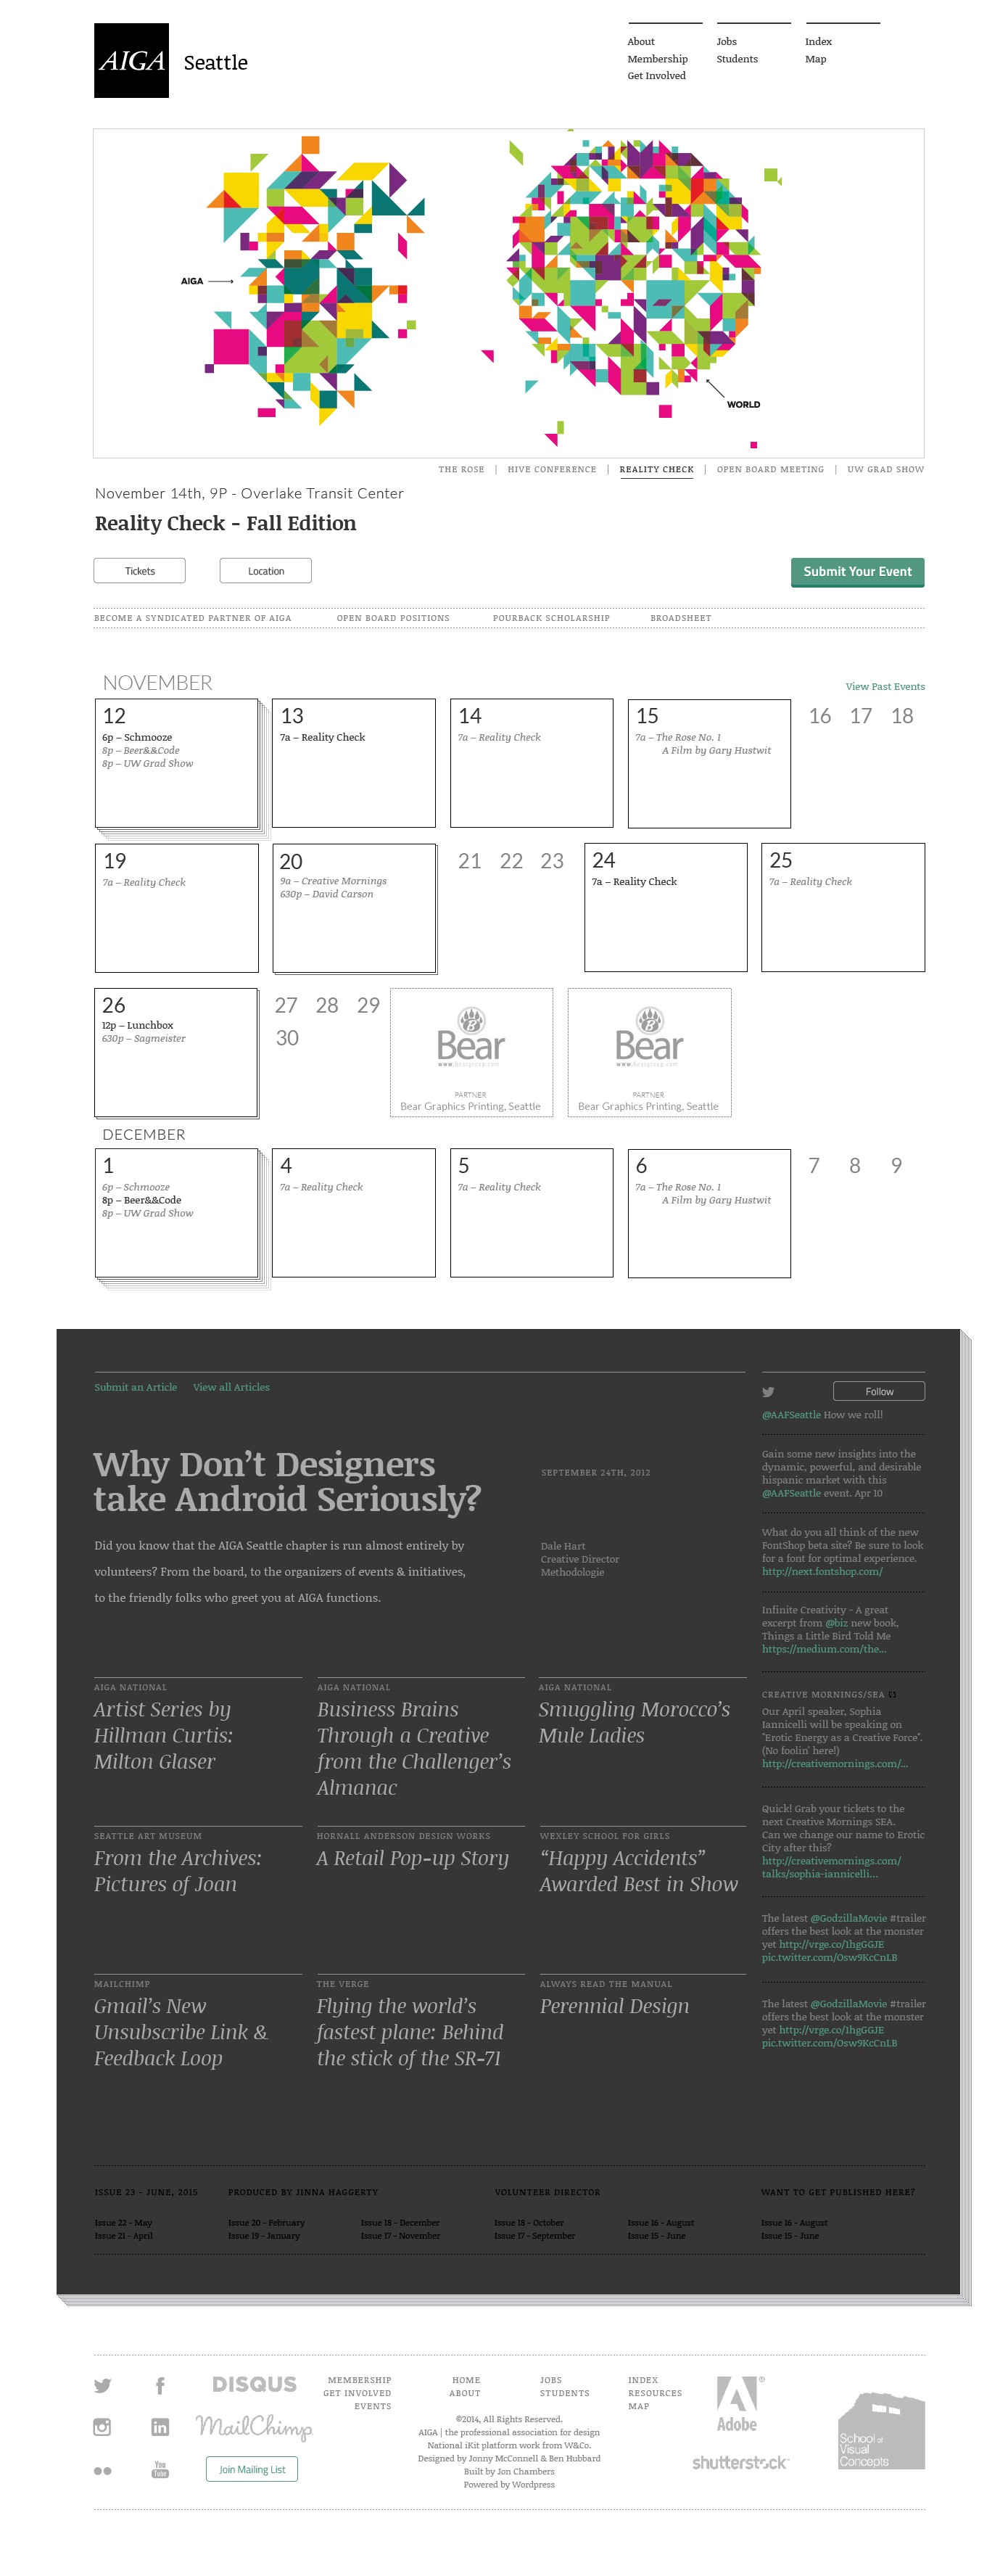 AIGA
Seattle
About
Membership
Get Involved
Jobs
Students
Index
Map
AIGA
WORLD
THE ROSE | HIVE CONFERENCE | REALITY CHECK | OPEN BOARD MEETING | UW GRAD SHOW
November 14th, 9P - Overlake Transit Center
Reality Check - Fall Edition
Tickets
Location
Submit Your Event
BECOME A SYNDICATED PARTNER OF AIGA
OPEN BOARD POSITIONS
POURBACK SCHOLARSHIP
BROADSHEET
NOVEMBER
View Past Events
12
6p – Schmooze
8p – Beer&&Code
8p – UW Grad Show
13
7a – Reality Check
14
7a – Reality Check
15
7a – The Rose No. 1
A Film by Gary Hustwit
16 17 18
19
7a – Reality Check
20
9a – Creative Mornings
630p – David Carson
21 22 23
24
7a – Reality Check
25
7a – Reality Check
26
12p – Lunchbox
630p – Sagmeister
27 28 29
30
B
Bear
www.beargroup.com
PARTNER
Bear Graphics Printing, Seattle
B
Bear
www.beargroup.com
PARTNER
Bear Graphics Printing, Seattle
DECEMBER
1
6p – Schmooze
8p – Beer&&Code
8p – UW Grad Show
4
7a – Reality Check
5
7a – Reality Check
6
7a – The Rose No. 1
A Film by Gary Hustwit
7 8 9
Submit an Article
View all Articles
Why Don’t Designers
take Android Seriously?
SEPTEMBER 24TH, 2012
Did you know that the AIGA Seattle chapter is run almost entirely by
volunteers? From the board, to the organizers of events & initiatives,
to the friendly folks who greet you at AIGA functions.
Dale Hart
Creative Director
Methodologie
AIGA NATIONAL
Artist Series by
Hillman Curtis:
Milton Glaser
AIGA NATIONAL
Business Brains
Through a Creative
from the Challenger’s
Almanac
AIGA NATIONAL
Smuggling Morocco’s
Mule Ladies
SEATTLE ART MUSEUM
From the Archives:
Pictures of Joan
HORNALL ANDERSON DESIGN WORKS
A Retail Pop-up Story
WEXLEY SCHOOL FOR GIRLS
“Happy Accidents”
Awarded Best in Show
MAILCHIMP
Gmail’s New
Unsubscribe Link &
Feedback Loop
THE VERGE
Flying the world’s
fastest plane: Behind
the stick of the SR-71
ALWAYS READ THE MANUAL
Perennial Design
Follow
@AAFSeattle How we roll!
Gain some new insights into the
dynamic, powerful, and desirable
hispanic market with this
@AAFSeattle event. Apr 10
What do you all think of the new
FontShop beta site? Be sure to look
for a font for optimal experience.
http://next.fontshop.com/
Infinite Creativity - A great
excerpt from @biz new book,
Things a Little Bird Told Me
https://medium.com/the...
CREATIVE MORNINGS/SEA
Our April speaker, Sophia
Iannicelli will be speaking on
"Erotic Energy as a Creative Force".
(No foolin' here!)
http://creativemornings.com/...
Quick! Grab your tickets to the
next Creative Mornings SEA.
Can we change our name to Erotic
City after this?
http://creativemornings.com/
talks/sophia-iannicelli...
The latest @GodzillaMovie #trailer
offers the best look at the monster
yet http://vrge.co/1hgGGJE
pic.twitter.com/Osw9KcCnLB
The latest @GodzillaMovie #trailer
offers the best look at the monster
yet http://vrge.co/1hgGGJE
pic.twitter.com/Osw9KcCnLB
ISSUE 23 - JUNE, 2015
PRODUCED BY JINNA HAGGERTY
VOLUNTEER DIRECTOR
WANT TO GET PUBLISHED HERE?
Issue 22 - May
Issue 21 - April
Issue 20 - February
Issue 19 - January
Issue 18 - December
Issue 17 - November
Issue 18 - October
Issue 17 - September
Issue 16 - August
Issue 15 - June
Issue 16 - August
Issue 15 - June
f
in
You
Tube
DISQUS
MailChimp
Join Mailing List
MEMBERSHIP
GET INVOLVED
EVENTS
HOME
ABOUT
JOBS
STUDENTS
INDEX
RESOURCES
MAP
©2014, All Rights Reserved.
AIGA | the professional association for design
National iKit platform work from W&Co.
Designed by Jonny McConnell & Ben Hubbard
Built by Jon Chambers
Powered by Wordpress
Adobe
shutterstock
School of
Visual
Concepts